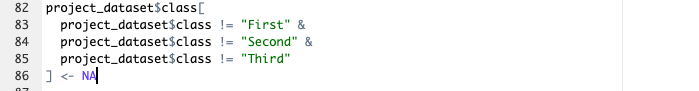 82 project_dataset$class[
83   project_dataset$class != "First" &
84   project_dataset$class != "Second" &
85   project_dataset$class != "Third"
86 ] <- NA